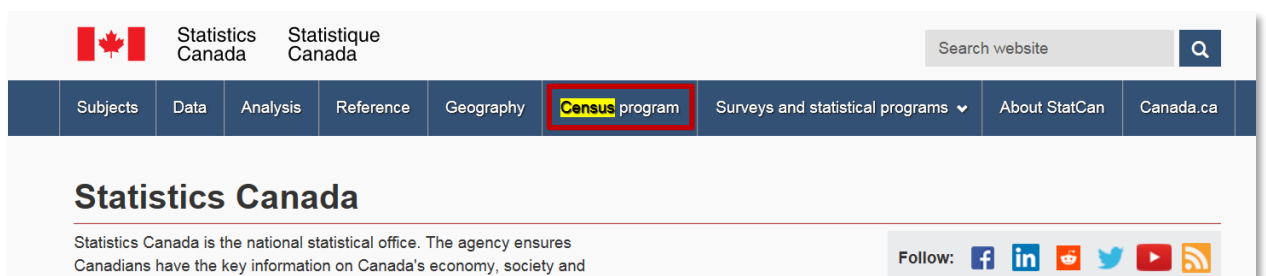 Statistics Statistique
Canada Canada
Search website
Subjects Data Analysis Reference Geography Census program Surveys and statistical programs About StatCan Canada.ca
Statistics Canada
Statistics Canada is the national statistical office. The agency ensures
Canadians have the key information on Canada's economy, society and
Follow: